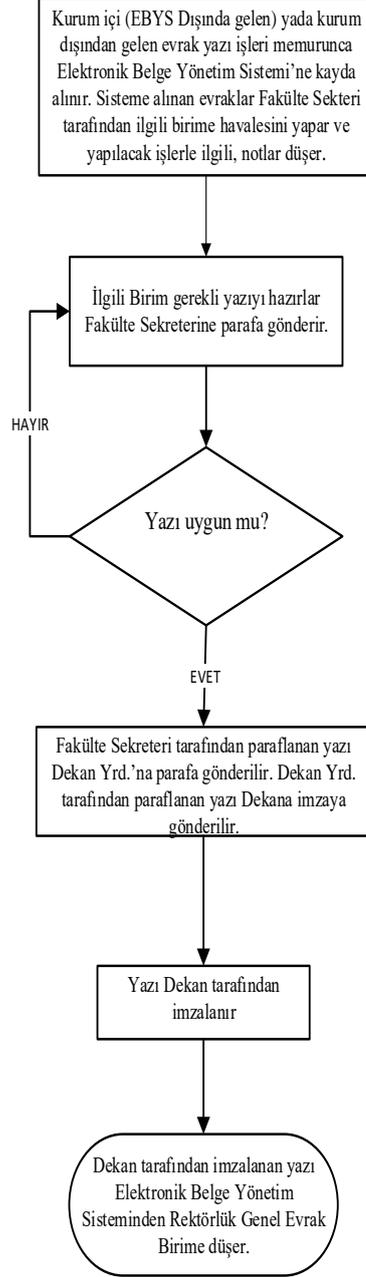 Kurum içi (EBYS Dışında gelen) yada kurum
dışından gelen evrak yazı işleri memurunca
Elektronik Belge Yönetim Sistemi’ne kayda
alınır. Sisteme alınan evraklar Fakülte Sekteri
tarafından ilgili birime havalesini yapar ve
yapılacak işlerle ilgili, notlar düşer.
İlgili Birim gerekli yazıyı hazırlar
Fakülte Sekreterine parafa gönderir.
HAYIR
Yazı uygun mu?
EVET
Fakülte Sekreteri tarafından paraflanan yazı
Dekan Yrd.’na parafa gönderilir. Dekan Yrd.
tarafından paraflanan yazı Dekana imzaya
gönderilir.
Yazı Dekan tarafından
imzalanır
Dekan tarafından imzalanan yazı
Elektronik Belge Yönetim
Sisteminden Rektörlük Genel Evrak
Birime düşer.